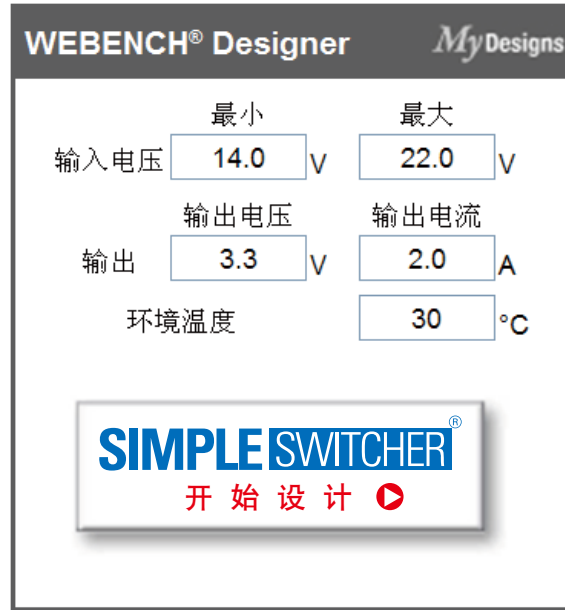 WEBENCH® Designer MyDesigns
最小 最大
输入电压 14.0 V 22.0 V
输出电压 输出电流
输出 3.3 V 2.0 A
环境温度 30 °C
SIMPLE SWITCHER®
开始设计